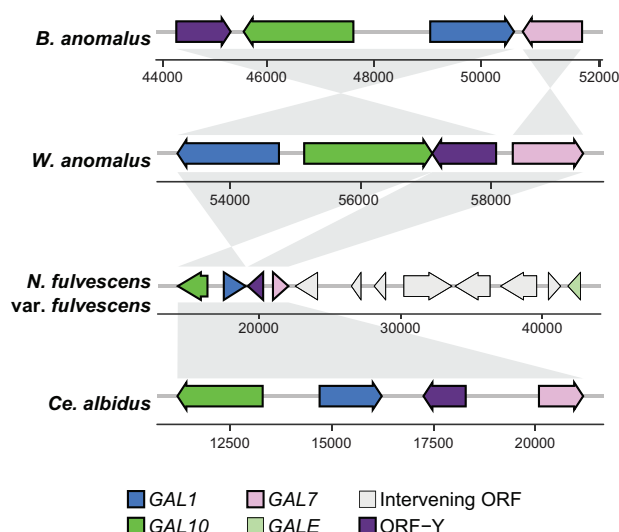 B. anomalus
44000 46000 48000 50000 52000
W. anomalus
54000 56000 58000
N. fulvescens
var. fulvescens
20000 30000 40000
Ce. albidus
12500 15000 17500 20000
GAL1 GAL7 Intervening ORF
GAL10 GALE ORF−Y